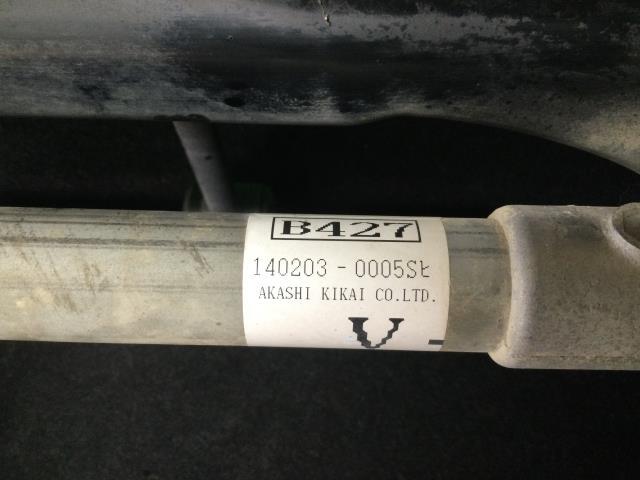 B427
140203-0005Sヒ
AKASHI KIKAI CO.LTD.
V-